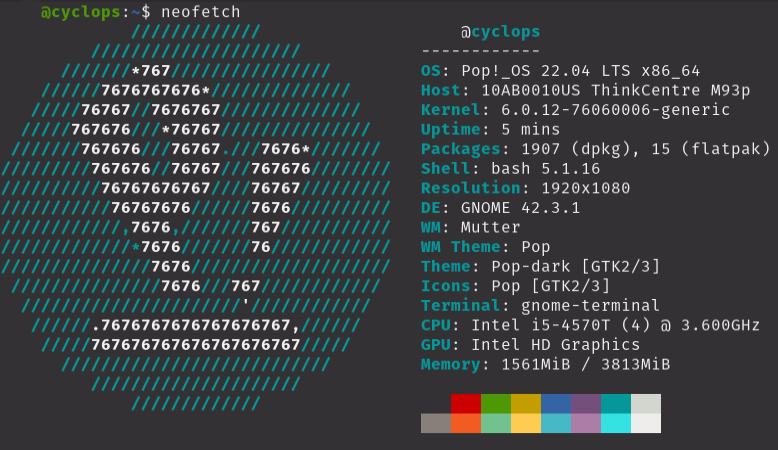 @cyclops:~$ neofetch
/////////////
/////////////////////
///////*767////////////////
//////7676767676*//////////////
/////76767//7676767//////////////
/////767676///*76767///////////////
///////767676///76767.///7676*///////
/////////767676//76767///767676////////
//////////76767676767////76767/////////
///////////76767676//////7676//////////
////////////,7676,///////767///////////
/////////////*7676///////76////////////
///////////////7676////////////////////
///////////////7676///767////////////
//////////////////////'////////////
//////.7676767676767676767,//////
/////767676767676767676767/////
///////////////////////////
/////////////////////
/////////////
@cyclops
------------
OS: Pop!_OS 22.04 LTS x86_64
Host: 10AB0010US ThinkCentre M93p
Kernel: 6.0.12-76060006-generic
Uptime: 5 mins
Packages: 1907 (dpkg), 15 (flatpak)
Shell: bash 5.1.16
Resolution: 1920x1080
DE: GNOME 42.3.1
WM: Mutter
WM Theme: Pop
Theme: Pop-dark [GTK2/3]
Icons: Pop [GTK2/3]
Terminal: gnome-terminal
CPU: Intel i5-4570T (4) @ 3.600GHz
GPU: Intel HD Graphics
Memory: 1561MiB / 3813MiB